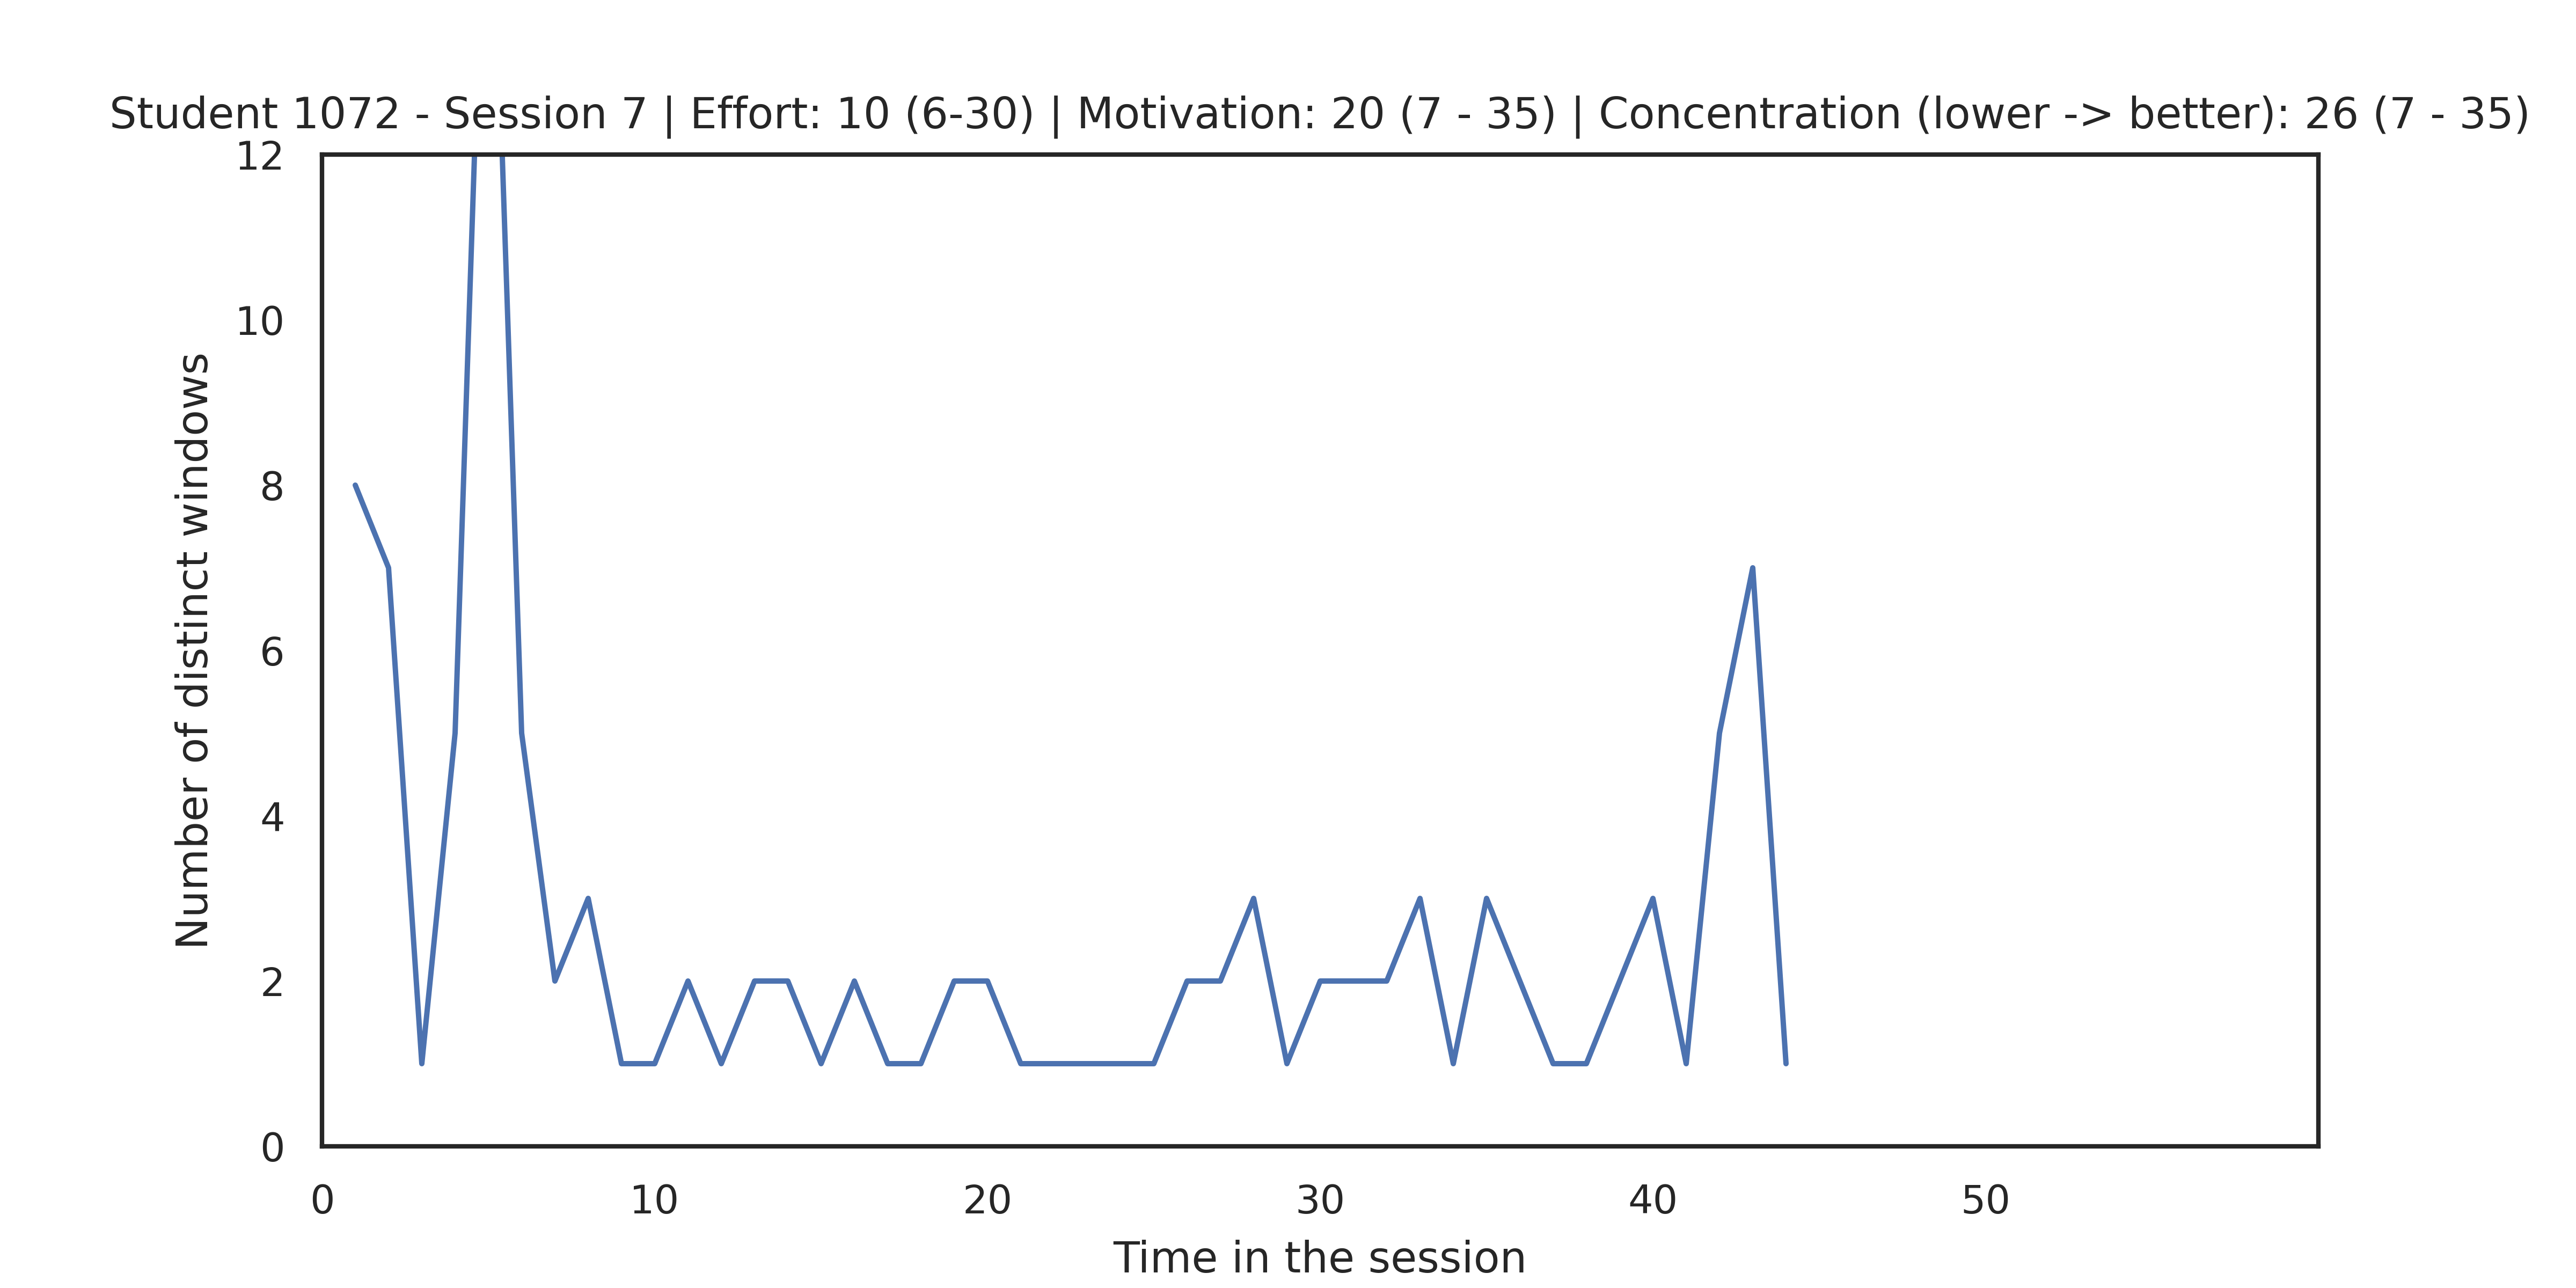 Student 1072 - Session 7 | Effort: 10 (6-30) | Motivation: 20 (7 - 35) | Concentration (lower -> better): 26 (7 - 35)
12
10
8
6
4
2
0
Number of distinct windows
0 10 20 30 40 50
Time in the session